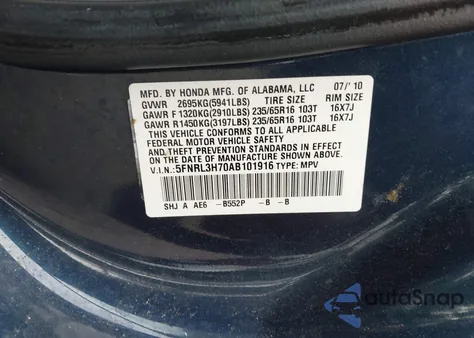 MFD. BY HONDA MFG. OF ALABAMA, LLC 07/'10
GVWR 2695KG(5941LBS) TIRE SIZE RIM SIZE
GAWR F 1320KG(2910LBS) 235/65R16 103T 16X7J
GAWR R1450KG(3197LBS) 235/65R16 103T 16X7J
THIS VEHICLE CONFORMS TO ALL APPLICABLE
FEDERAL MOTOR VEHICLE SAFETY AND
THEFT PREVENTION STANDARDS IN EFFECT ON
THE DATE OF MANUFACTURE SHOWN ABOVE.
V.I.N.: 5FNRL3H70AB101916 TYPE: MPV
SHJ A AE6 -B552P -B -B
autoSnap